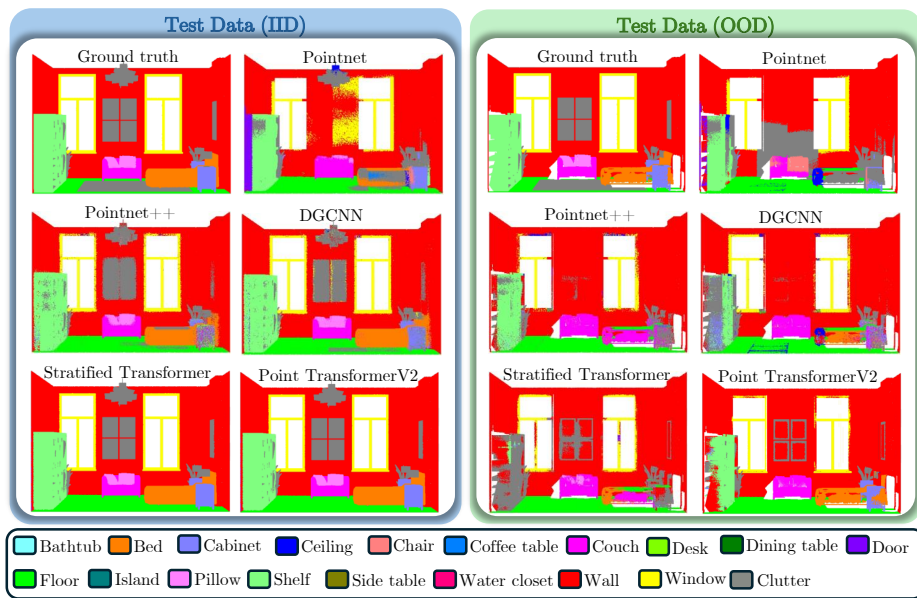 Test Data (IID)
Test Data (OOD)
Ground truth
Pointnet
Ground truth
Pointnet
Pointnet++
DGCNN
Pointnet++
DGCNN
Stratified Transformer
Point TransformerV2
Stratified Transformer
Point TransformerV2
Bathtub
Bed
Cabinet
Ceiling
Chair
Coffee table
Couch
Desk
Dining table
Door
Floor
Island
Pillow
Shelf
Side table
Water closet
Wall
Window
Clutter